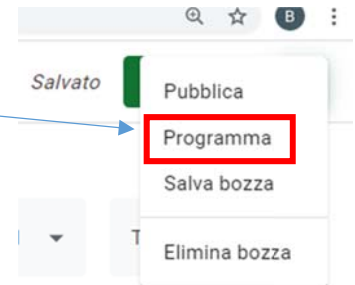 B
Salvato
Pubblica
Programma
Salva bozza
T
Elimina bozza